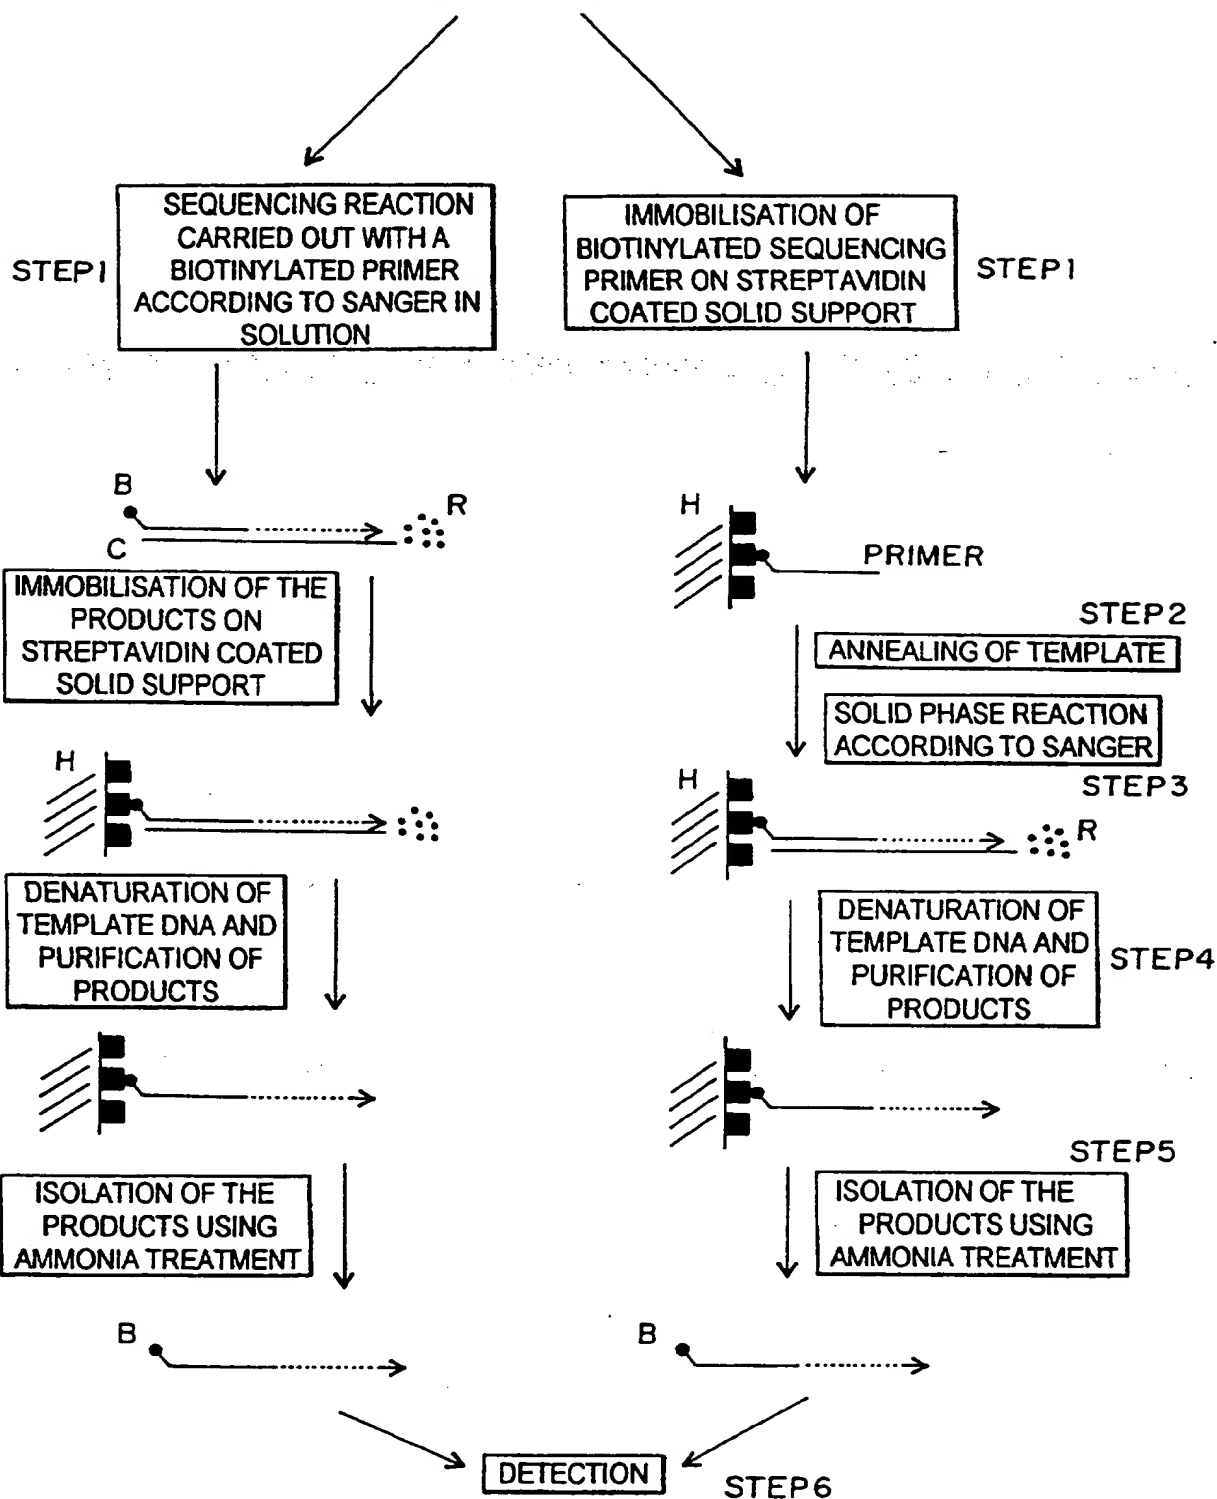 SEQUENCING REACTION
CARRIED OUT WITH A
BIOTINYLATED PRIMER
ACCORDING TO SANGER IN
SOLUTION
STEP1
IMMOBILISATION OF
BIOTINYLATED SEQUENCING
PRIMER ON STREPTAVIDIN
COATED SOLID SUPPORT
STEP1
B
R
C
IMMOBILISATION OF THE
PRODUCTS ON
STREPTAVIDIN COATED
SOLID SUPPORT
H
PRIMER
STEP2
ANNEALING OF TEMPLATE
SOLID PHASE REACTION
ACCORDING TO SANGER
STEP3
H
H
R
DENATURATION OF
TEMPLATE DNA AND
PURIFICATION OF
PRODUCTS
DENATURATION OF
TEMPLATE DNA AND
PURIFICATION OF
PRODUCTS
STEP4
STEP5
ISOLATION OF THE
PRODUCTS USING
AMMONIA TREATMENT
ISOLATION OF THE
PRODUCTS USING
AMMONIA TREATMENT
B
B
DETECTION
STEP6